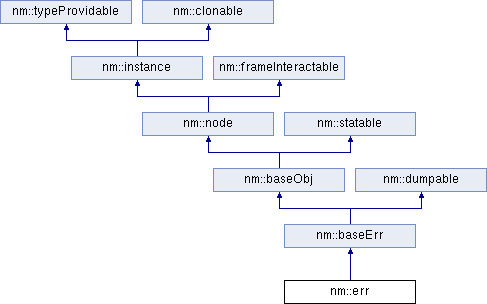 nm::typeProvidable
nm::clonable
nm::instance
nm::frameInteractable
nm::node
nm::statable
nm::baseObj
nm::dumpable
nm::baseErr
nm::err